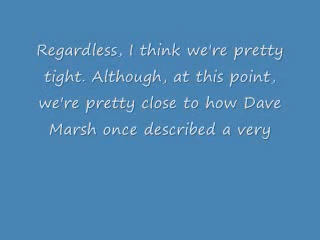 Regardless, I think we're pretty
tight. Although, at this point,
we're pretty close to how Dave
Marsh once described a very